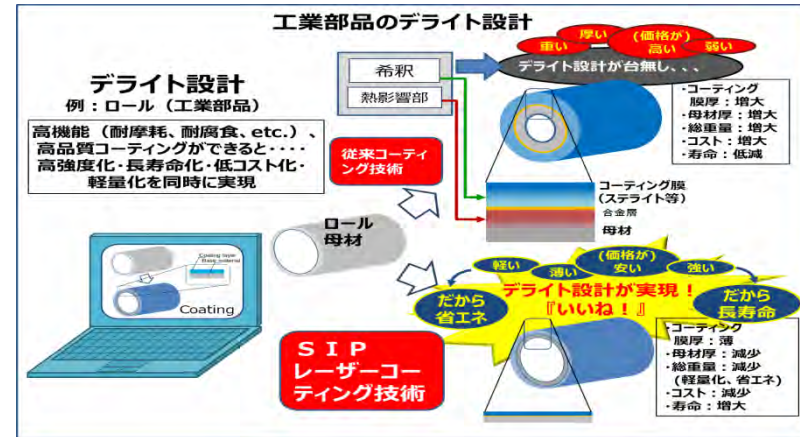 工業部品のデライト設計
デライト設計
例：ロール（工業部品）
高機能（耐摩耗、耐腐食、etc.）、
高品質コーティングができると・・・・
高強度化・長寿命化・低コスト化・
軽量化を同時に実現
Coating layer
Base material
Coating
ロール
母材
希釈
熱影響部
従来コーティ
ング技術
重い
厚い
（価格が）
高い
弱い
デライト設計が台無し、、、
・コーティング
膜厚：増大
・母材厚：増大
・総重量：増大
・コスト：増大
・寿命：低減
コーティング膜
（ステライト等）
合金層
母材
ＳＩＰ
レーザーコー
ティング技術
軽い
薄い
（価格が）
安い
強い
だから
省エネ
デライト設計が実現！
『いいね！』
だから
長寿命
・コーティング
膜厚：薄
・母材厚：減少
・総重量：減少
（軽量化、省エネ）
・コスト：減少
・寿命：増大